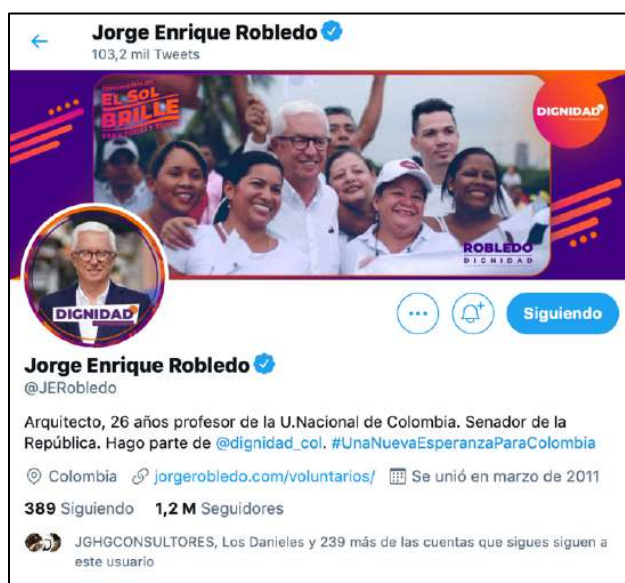 Jorge Enrique Robledo
103,2 mil Tweets
EL SOL
BRILLE
DIGNIDAD
ROBLEDO
DIGNIDAD
DIGNIDAD
Siguiendo
Jorge Enrique Robledo
@JERobledo
Arquitecto, 26 años profesor de la U.Nacional de Colombia. Senador de la
República. Hago parte de @dignidad_col. #UnaNuevaEsperanzaParaColombia
Colombia jorgerobledo.com/voluntarios/ Se unió en marzo de 2011
389 Siguiendo 1,2 M Seguidores
JGHGCONSULTORES, Los Danieles y 239 más de las cuentas que sigues siguen a
este usuario